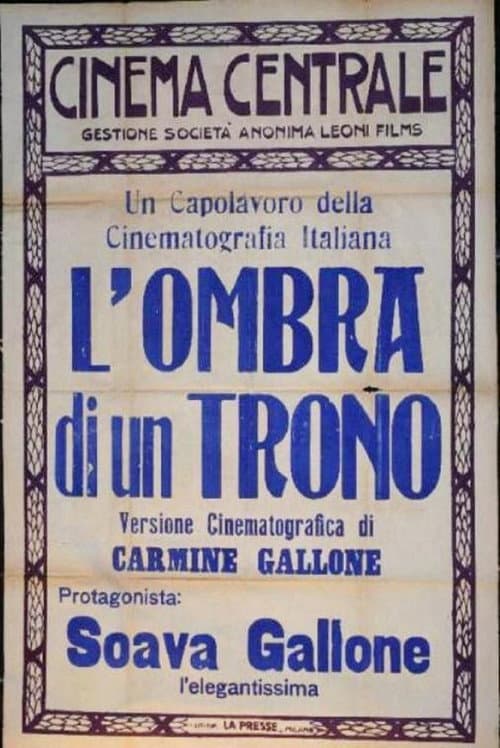 CINEMA CENTRALE
GESTIONE SOCIETÀ ANONIMA LEONI FILMS
Un Capolavoro della
Cinematografia Italiana
L'OMBRA
di un TRONO
Versione Cinematografica di
CARMINE GALLONE
Protagonista:
Soava Gallone
l'elegantissima
LA PRESSE, MILANO